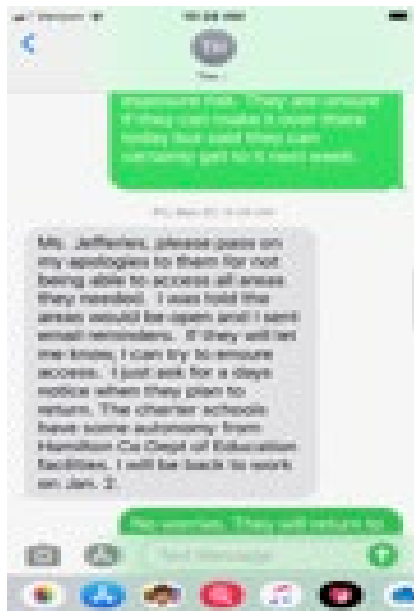 exposure risk. They are unsure
if they can make it over there
today but said they can
certainly get to it next week.
Ms. Jefferies, please pass on
my apologies to them for not
being able to access all areas
they needed. I was told the
areas would be open and I sent
email reminders. If they will let
me know, I can try to ensure
access. I just ask for a days
notice when they plan to
return. The charter schools
have some autonomy from
Hamilton Co Dept of Education
facilities. I will be back to work
on Jan. 2.
No worries. They will return to
Text Message